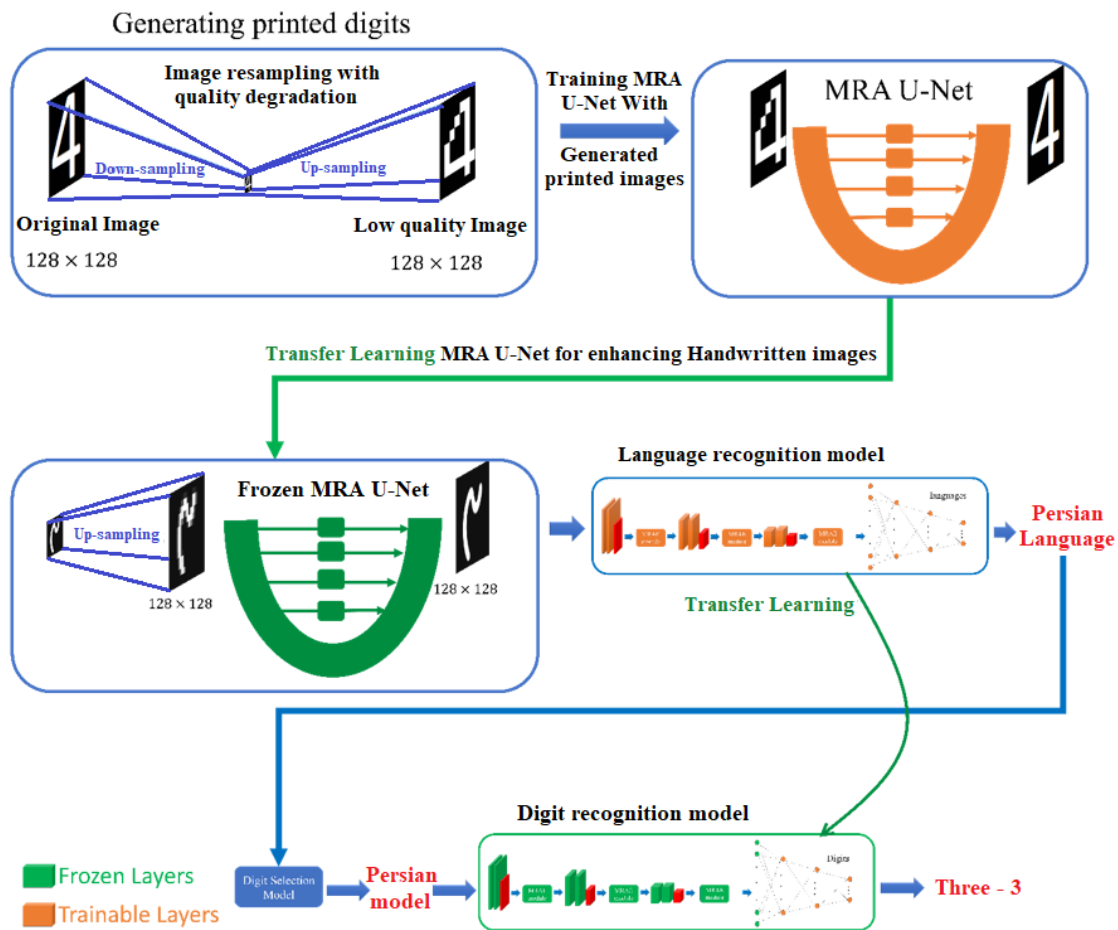 Generating printed digits
Image resampling with
quality degradation
Down-sampling
Up-sampling
Original Image
Low quality Image
128 × 128
128 × 128
Training MRA
U-Net With
Generated
printed images
MRA U-Net
Transfer Learning MRA U-Net for enhancing Handwritten images
Up-sampling
128 × 128
Frozen MRA U-Net
128 × 128
Language recognition model
languages
Persian
Language
Transfer Learning
Digit recognition model
Digits
Frozen Layers
Trainable Layers
Digit Selection
Model
Persian
model
Three - 3